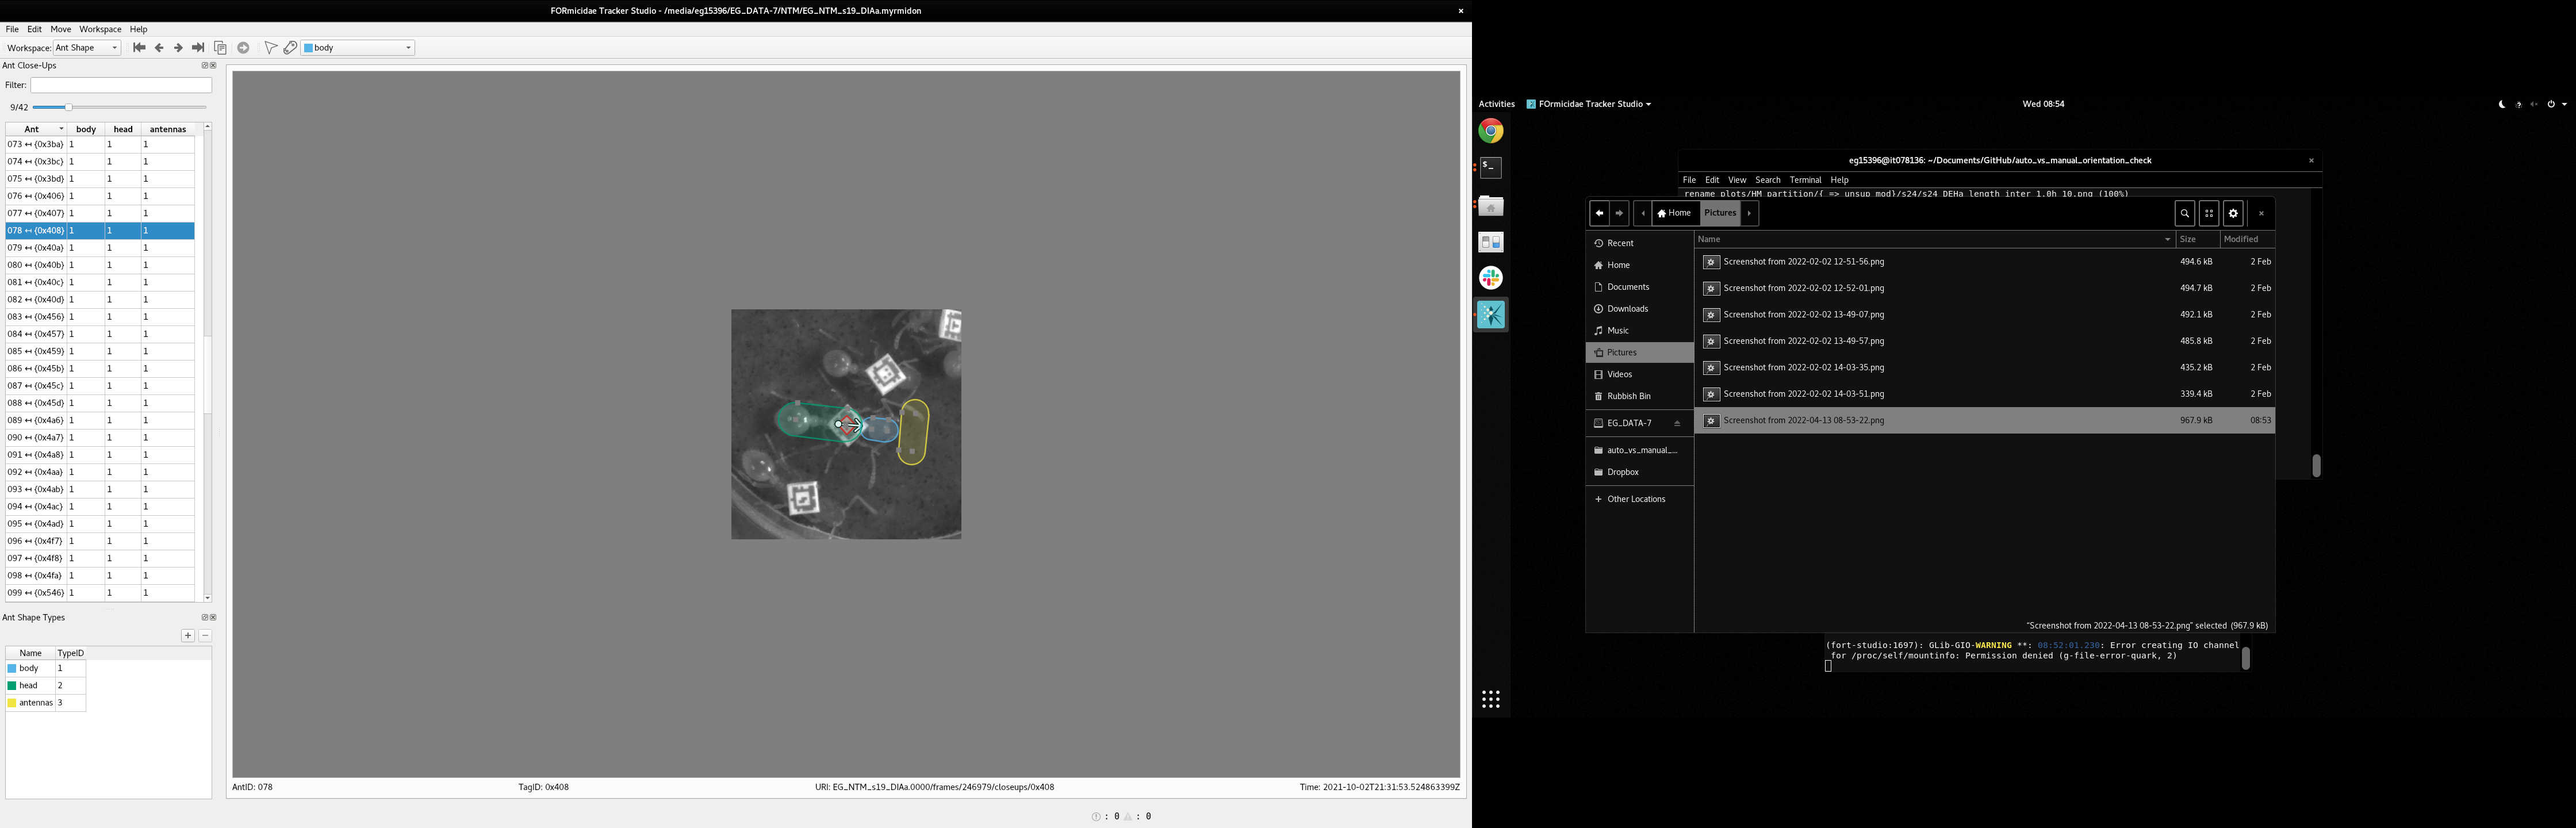 FORmicidae Tracker Studio - /media/eg15396/EG_DATA-7/NTM/EG_NTM_s19_DIAa.myrmidon
File Edit Move Workspace Help
Workspace: Ant Shape
body
Ant Close-Ups
Filter:
9/42
Ant body head antennas
073 ↤ {0x3ba} 1 1 1
074 ↤ {0x3bc} 1 1 1
075 ↤ {0x3bd} 1 1 1
076 ↤ {0x406} 1 1 1
077 ↤ {0x407} 1 1 1
078 ↤ {0x408} 1 1 1
079 ↤ {0x40a} 1 1 1
080 ↤ {0x40b} 1 1 1
081 ↤ {0x40c} 1 1 1
082 ↤ {0x40d} 1 1 1
083 ↤ {0x456} 1 1 1
084 ↤ {0x457} 1 1 1
085 ↤ {0x459} 1 1 1
086 ↤ {0x45b} 1 1 1
087 ↤ {0x45c} 1 1 1
088 ↤ {0x45d} 1 1 1
089 ↤ {0x4a6} 1 1 1
090 ↤ {0x4a7} 1 1 1
091 ↤ {0x4a8} 1 1 1
092 ↤ {0x4aa} 1 1 1
093 ↤ {0x4ab} 1 1 1
094 ↤ {0x4ac} 1 1 1
095 ↤ {0x4ad} 1 1 1
096 ↤ {0x4f7} 1 1 1
097 ↤ {0x4f8} 1 1 1
098 ↤ {0x4fa} 1 1 1
099 ↤ {0x546} 1 1 1
Ant Shape Types
Name TypeID
body 1
head 2
antennas 3
AntID: 078
TagID: 0x408
URI: EG_NTM_s19_DIAa.0000/frames/246979/closeups/0x408
Time: 2021-10-02T21:31:53.524863399Z
: 0 : 0
Activities FOrmicidae Tracker Studio
Wed 08:54
eg15396@it078136: ~/Documents/GitHub/auto_vs_manual_orientation_check
File Edit View Search Terminal Help
rename plots/HM_partition/{ => unsup_mod}/s24/s24_DEHa_length_inter_1.0h_10.png (100%)
Home Pictures
Recent
Home
Documents
Downloads
Music
Pictures
Videos
Rubbish Bin
EG_DATA-7
auto_vs_manual_...
Dropbox
Other Locations
Name Size Modified
Screenshot from 2022-02-02 12-51-56.png 494.6 kB 2 Feb
Screenshot from 2022-02-02 12-52-01.png 494.7 kB 2 Feb
Screenshot from 2022-02-02 13-49-07.png 492.1 kB 2 Feb
Screenshot from 2022-02-02 13-49-57.png 485.8 kB 2 Feb
Screenshot from 2022-02-02 14-03-35.png 435.2 kB 2 Feb
Screenshot from 2022-02-02 14-03-51.png 339.4 kB 2 Feb
Screenshot from 2022-04-13 08-53-22.png 967.9 kB 08:53
"Screenshot from 2022-04-13 08-53-22.png" selected (967.9 kB)
(fort-studio:1697): GLib-GIO-WARNING **: 08:52:01.230: Error creating IO channel
for /proc/self/mountinfo: Permission denied (g-file-error-quark, 2)